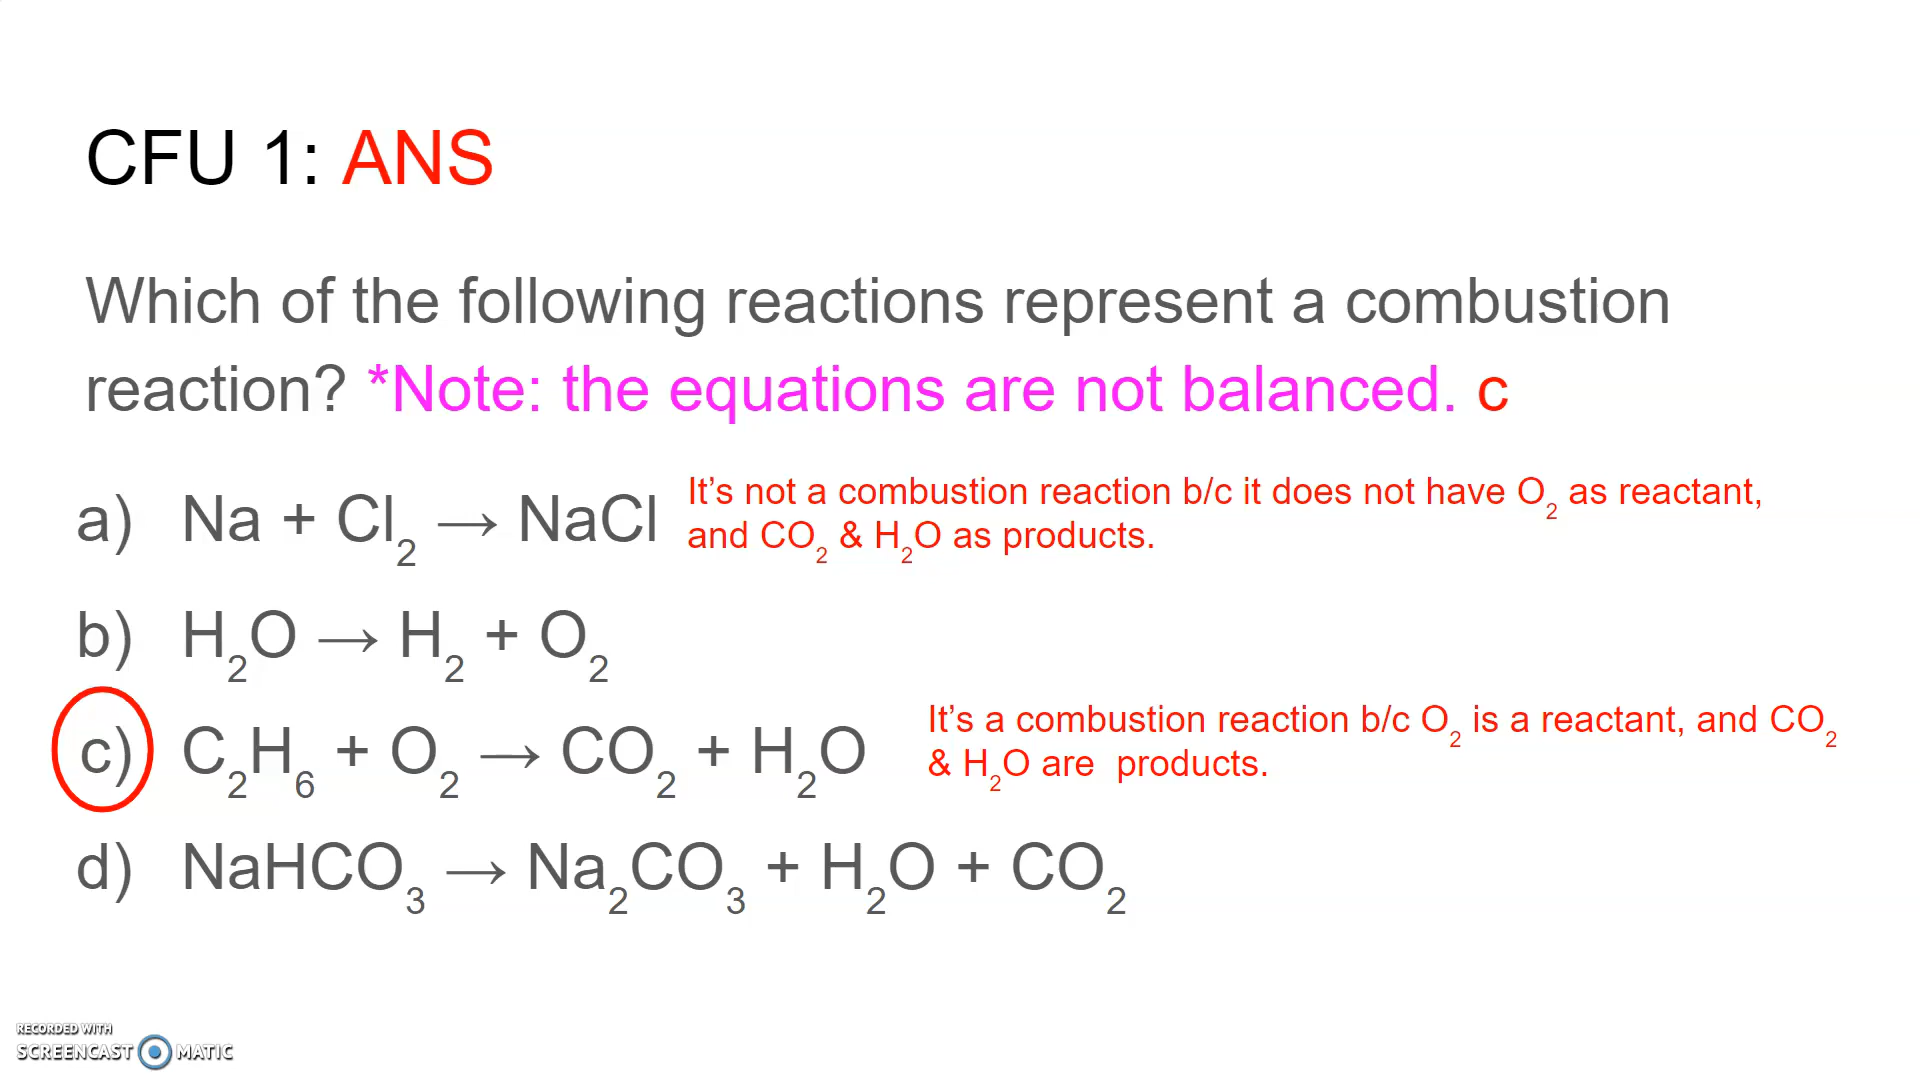 CFU 1: ANS
Which of the following reactions represent a combustion
reaction? *Note: the equations are not balanced. c
a) Na + Cl₂ → NaCl
It’s not a combustion reaction b/c it does not have O₂ as reactant,
and CO₂ & H₂O as products.
b) H₂O → H₂ + O₂
c) C₂H₆ + O₂ → CO₂ + H₂O
It’s a combustion reaction b/c O₂ is a reactant, and CO₂
& H₂O are  products.
d) NaHCO₃ → Na₂CO₃ + H₂O + CO₂
RECORDED WITH
SCREENCAST MATIC